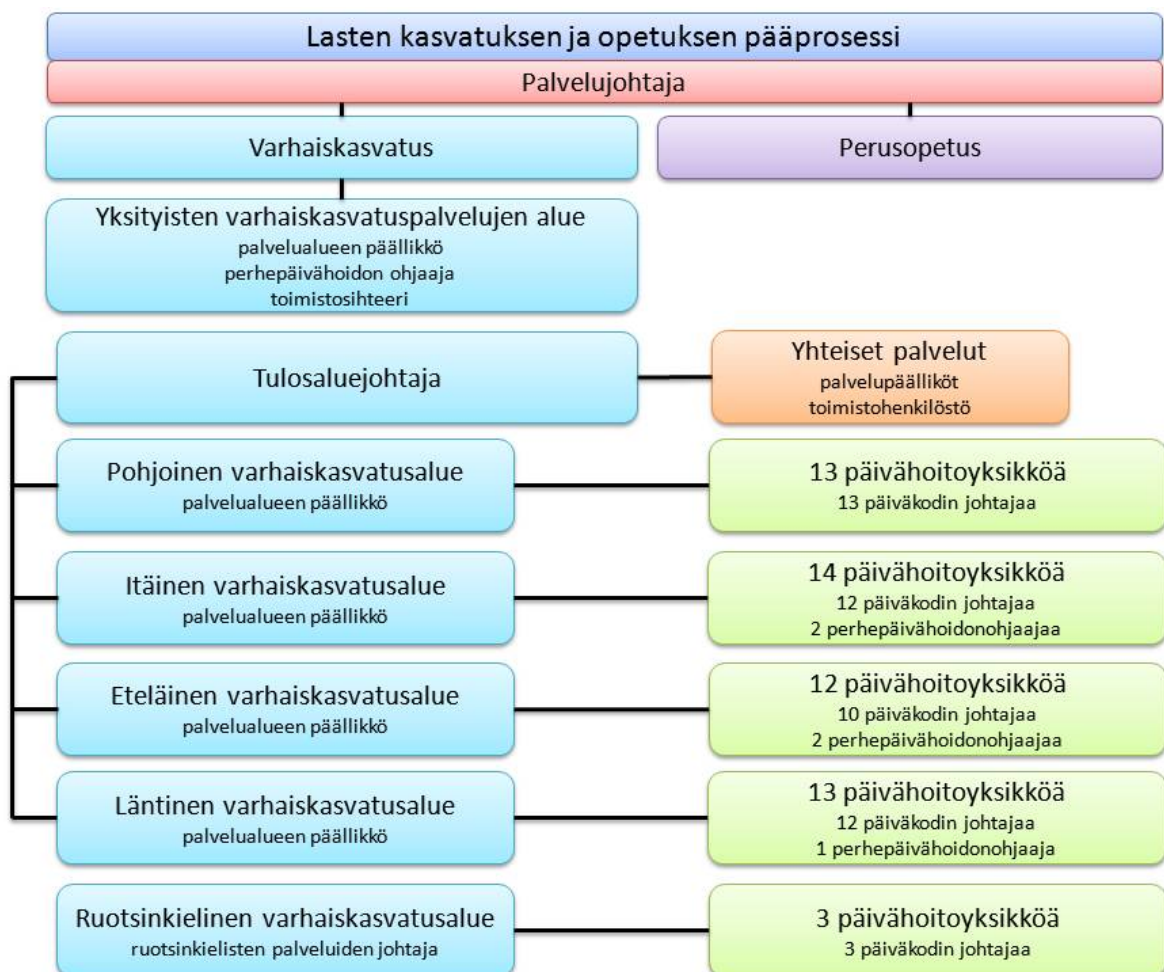 Lasten kasvatuksen ja opetuksen pääprosessi
Palvelujohtaja
Varhaiskasvatus
Perusopetus
Yksityisten varhaiskasvatuspalvelujen alue
palvelualueen päällikkö
perhepäivähoidon ohjaaja
toimistosihteeri
Tulosaluejohtaja
Yhteiset palvelut
palvelupäälliköt
toimistohenkilöstö
Pohjoinen varhaiskasvatusalue
palvelualueen päällikkö
13 päivähoitoyksikköä
13 päiväkodin johtajaa
Itäinen varhaiskasvatusalue
palvelualueen päällikkö
14 päivähoitoyksikköä
12 päiväkodin johtajaa
2 perhepäivähoidonohjaajaa
Eteläinen varhaiskasvatusalue
palvelualueen päällikkö
12 päivähoitoyksikköä
10 päiväkodin johtajaa
2 perhepäivähoidonohjaajaa
Läntinen varhaiskasvatusalue
palvelualueen päällikkö
13 päivähoitoyksikköä
12 päiväkodin johtajaa
1 perhepäivähoidonohjaaja
Ruotsinkielinen varhaiskasvatusalue
ruotsinkielisten palveluiden johtaja
3 päivähoitoyksikköä
3 päiväkodin johtajaa